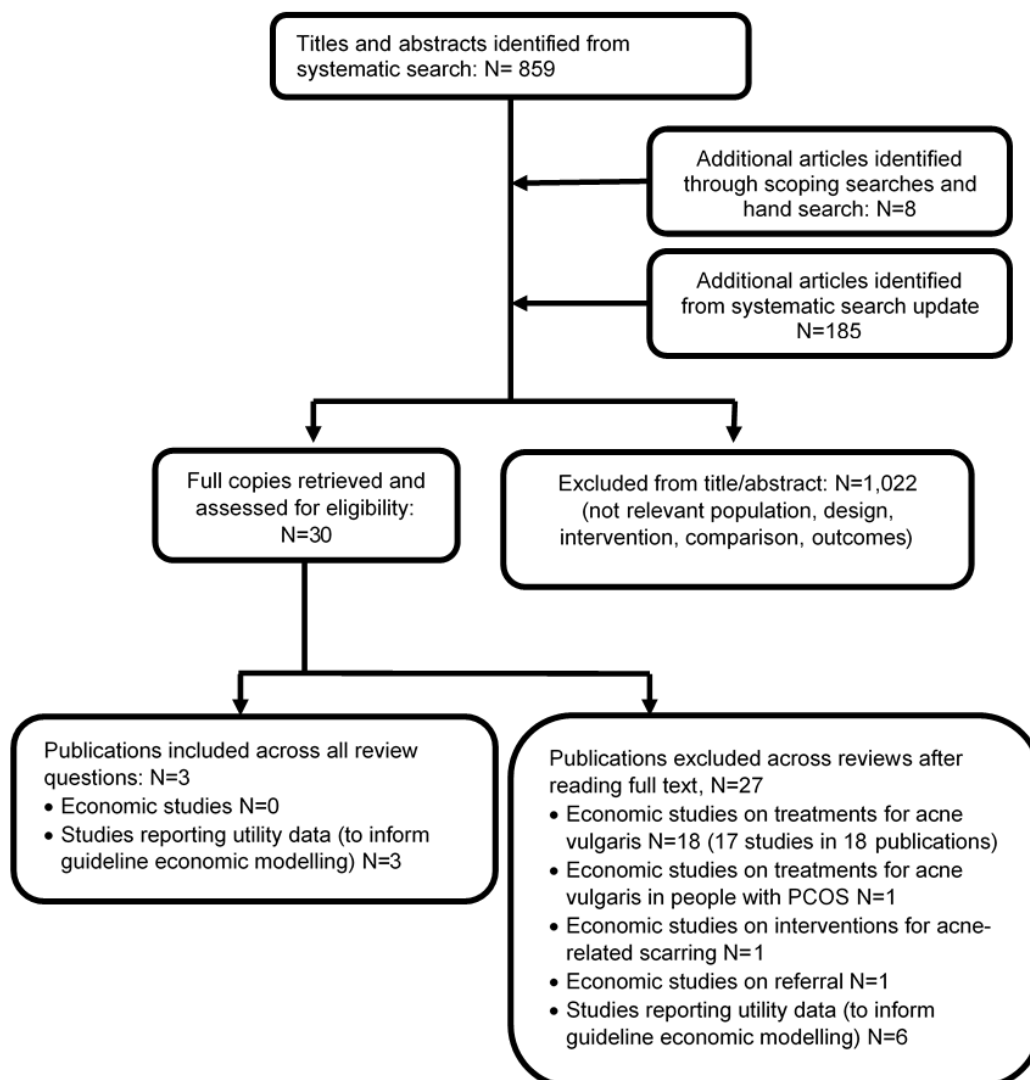 Titles and abstracts identified from
systematic search: N= 859
Additional articles identified
through scoping searches and
hand search: N=8
Additional articles identified
from systematic search update
N=185
Full copies retrieved and
assessed for eligibility:
N=30
Excluded from title/abstract: N=1,022
(not relevant population, design,
intervention, comparison, outcomes)
Publications included across all review
questions: N=3
• Economic studies N=0
• Studies reporting utility data (to inform
guideline economic modelling) N=3
Publications excluded across reviews after
reading full text, N=27
• Economic studies on treatments for acne
vulgaris N=18 (17 studies in 18 publications)
• Economic studies on treatments for acne
vulgaris in people with PCOS N=1
• Economic studies on interventions for acne-
related scarring N=1
• Economic studies on referral N=1
• Studies reporting utility data (to inform
guideline economic modelling) N=6